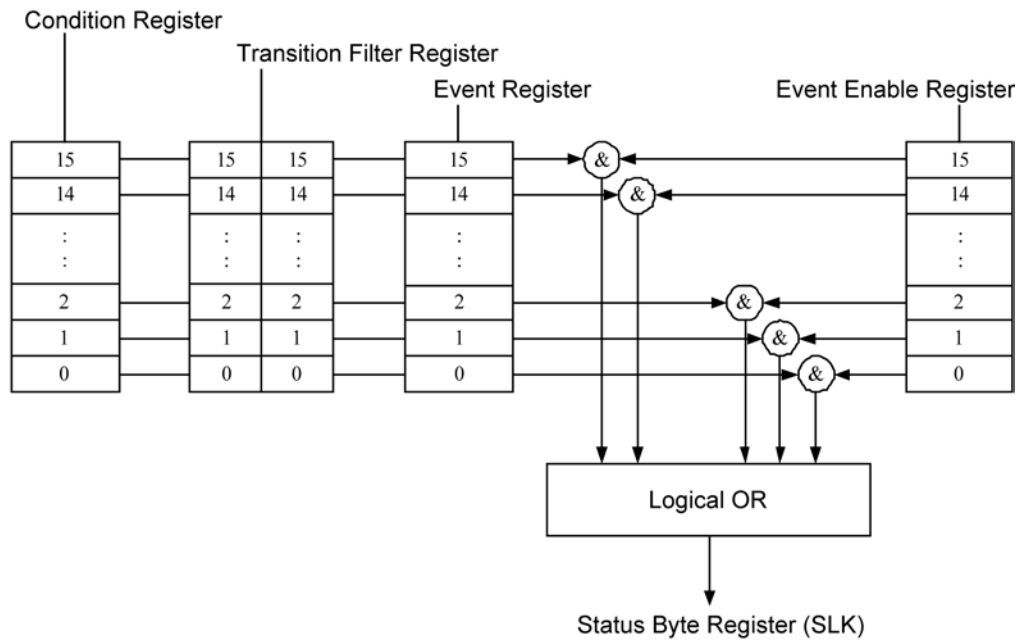 Condition Register
Transition Filter Register
Event Register
Event Enable Register
15 15 15 15 & 15
14 14 14 14 & 14
: : : : :
: : : : :
2 2 2 2 & 2
1 1 1 1 & 1
0 0 0 0 & 0
Logical OR
Status Byte Register (SLK)